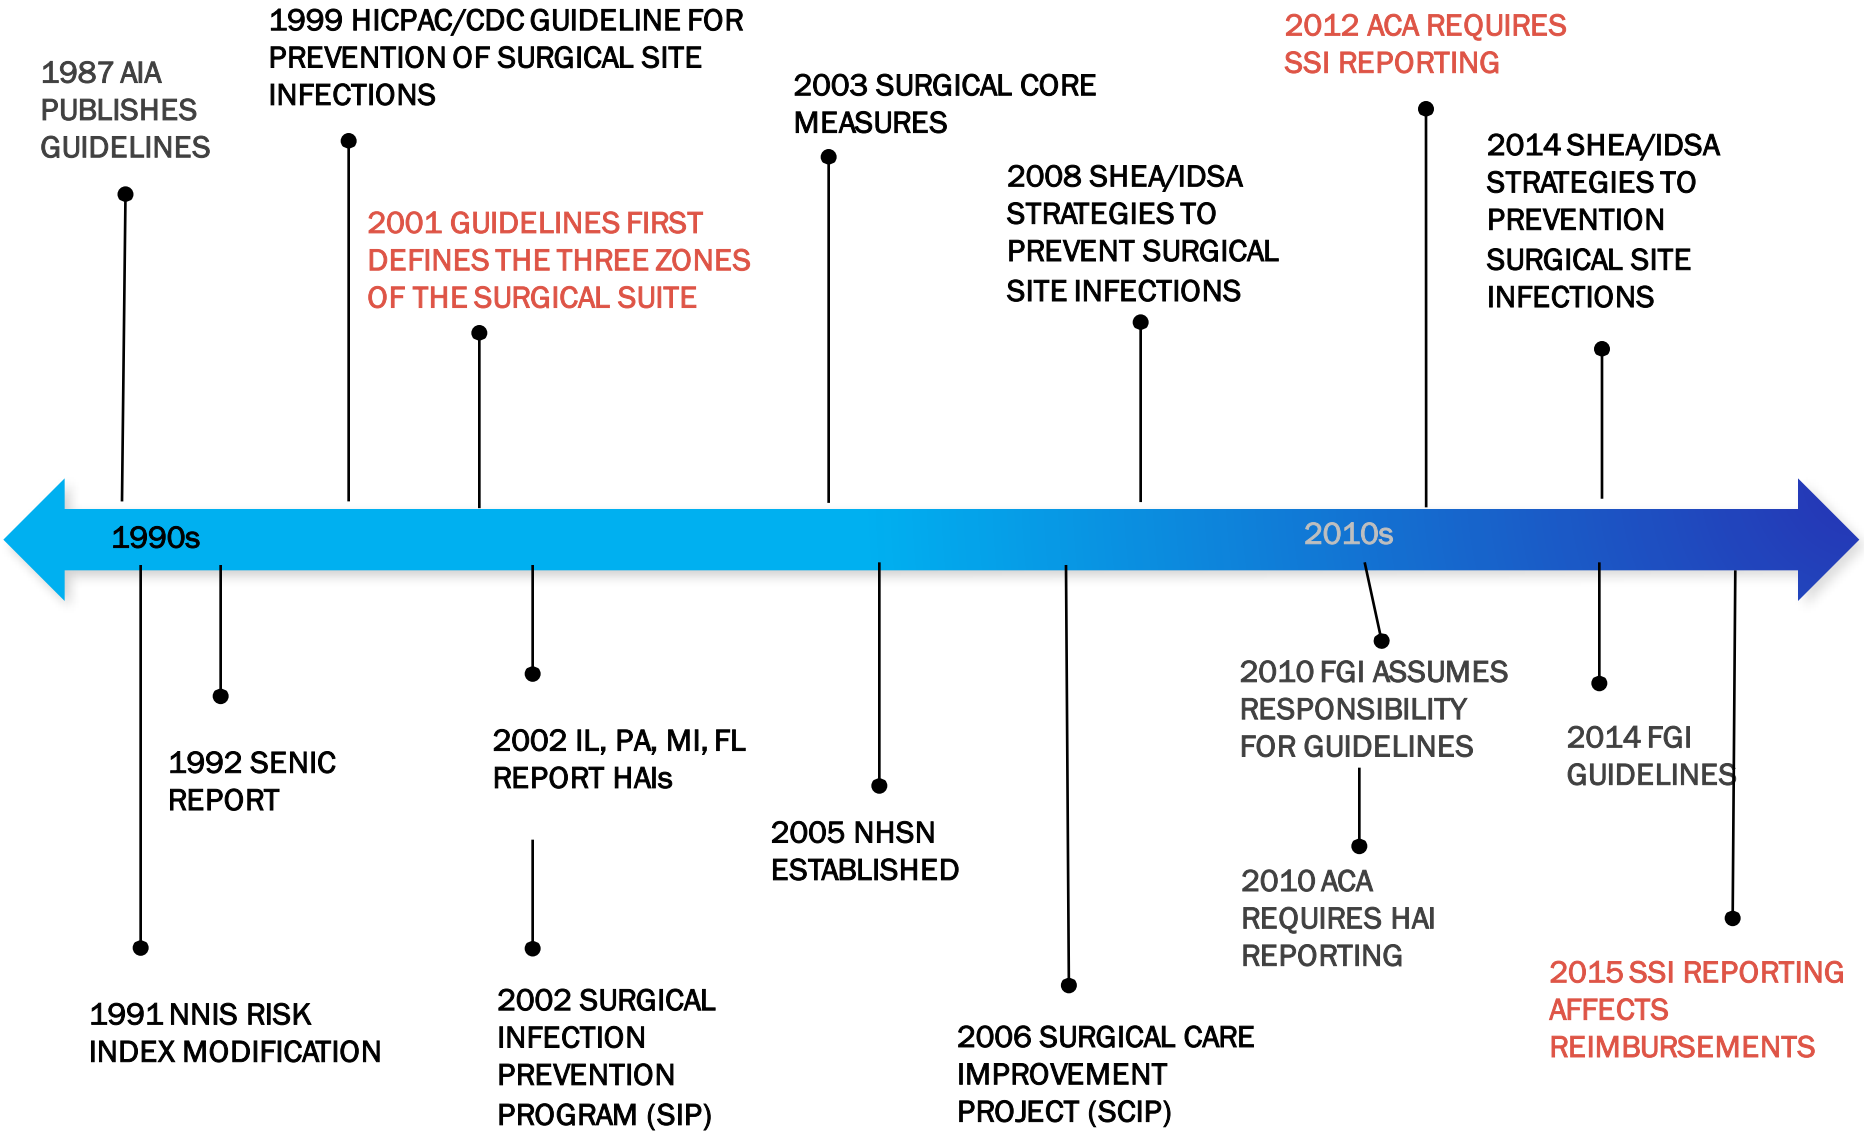 1987 AIA
PUBLISHES
GUIDELINES
1999 HICPAC/CDC GUIDELINE FOR
PREVENTION OF SURGICAL SITE
INFECTIONS
2001 GUIDELINES FIRST
DEFINES THE THREE ZONES
OF THE SURGICAL SUITE
2003 SURGICAL CORE
MEASURES
2008 SHEA/IDSA
STRATEGIES TO
PREVENT SURGICAL
SITE INFECTIONS
2012 ACA REQUIRES
SSI REPORTING
2014 SHEA/IDSA
STRATEGIES TO
PREVENTION
SURGICAL SITE
INFECTIONS
1990s
2010s
1991 NNIS RISK
INDEX MODIFICATION
1992 SENIC
REPORT
2002 IL, PA, MI, FL
REPORT HAIs
2002 SURGICAL
INFECTION
PREVENTION
PROGRAM (SIP)
2005 NHSN
ESTABLISHED
2006 SURGICAL CARE
IMPROVEMENT
PROJECT (SCIP)
2010 FGI ASSUMES
RESPONSIBILITY
FOR GUIDELINES
2010 ACA
REQUIRES HAI
REPORTING
2014 FGI
GUIDELINES
2015 SSI REPORTING
AFFECTS
REIMBURSEMENTS